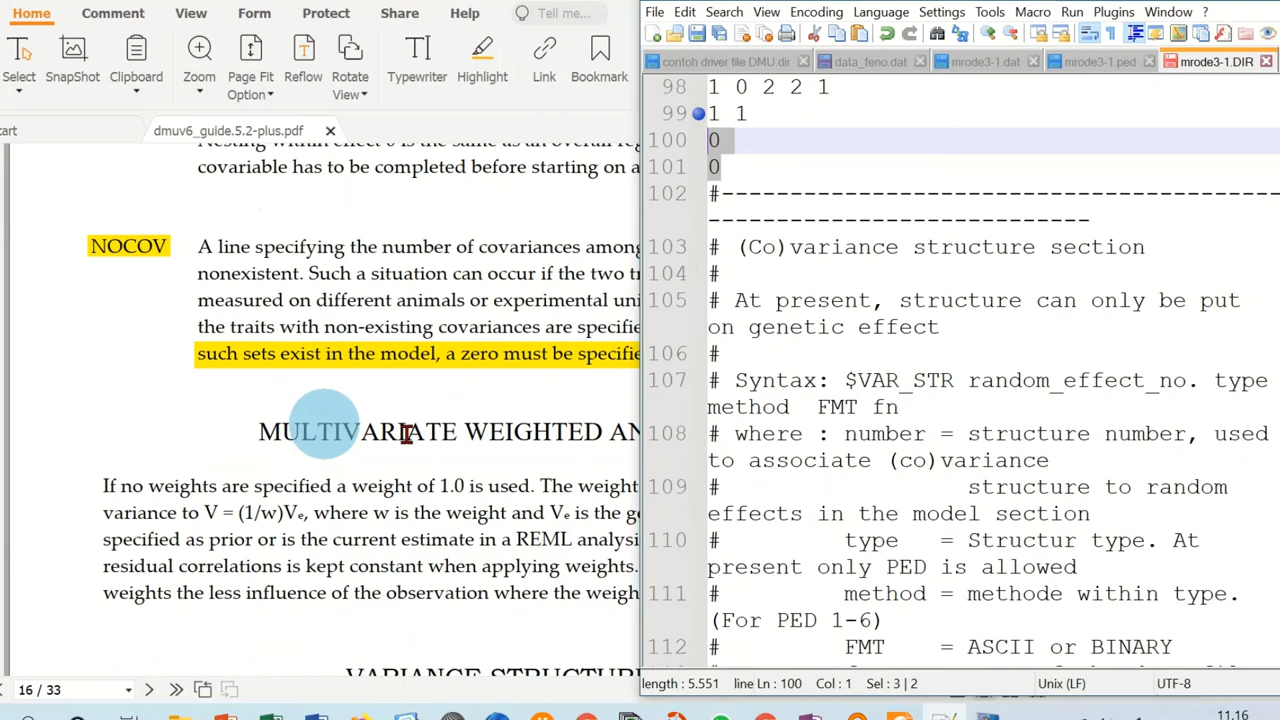 Home Comment View Form Protect Share Help Tell me...
Select SnapShot Clipboard Zoom Page Fit Option Reflow Rotate View Typewriter Highlight Link Bookmark
tart dmuv6_guide.5.2-plus.pdf
covariable has to be completed before starting on a
NOCOV A line specifying the number of covariances among
nonexistent. Such a situation can occur if the two tr
measured on different animals or experimental uni
the traits with non-existing covariances are specifie
such sets exist in the model, a zero must be specifie
MULTIVARIATE WEIGHTED AN
If no weights are specified a weight of 1.0 is used. The weight
variance to V = (1/w)Ve, where w is the weight and Ve is the g
specified as prior or is the current estimate in a REML analysi
residual correlations is kept constant when applying weights.
weights the less influence of the observation where the weigh
VARIANCE STRUCTURE
16 / 33
File Edit Search View Encoding Language Settings Tools Macro Run Plugins Window ?
contoh driver file DMU.dir data_feno.dat mrode3-1.dat mrode3-1.ped mrode3-1.DIR
98 1 0 2 2 1
99 1 1
100 0
101 0
102 #-----------------------------------------
----------------------------
103 # (Co)variance structure section
104 #
105 # At present, structure can only be put
on genetic effect
106 #
107 # Syntax: $VAR_STR random_effect_no. type
method FMT fn
108 # where : number = structure number, used
to associate (co)variance
109 # structure to random
effects in the model section
110 # type = Structur type. At
present only PED is allowed
111 # method = methode within type.
(For PED 1-6)
112 # FMT = ASCII or BINARY
length : 5.551 line Ln : 100 Col : 1 Sel : 3 | 2 Unix (LF) UTF-8
11.16